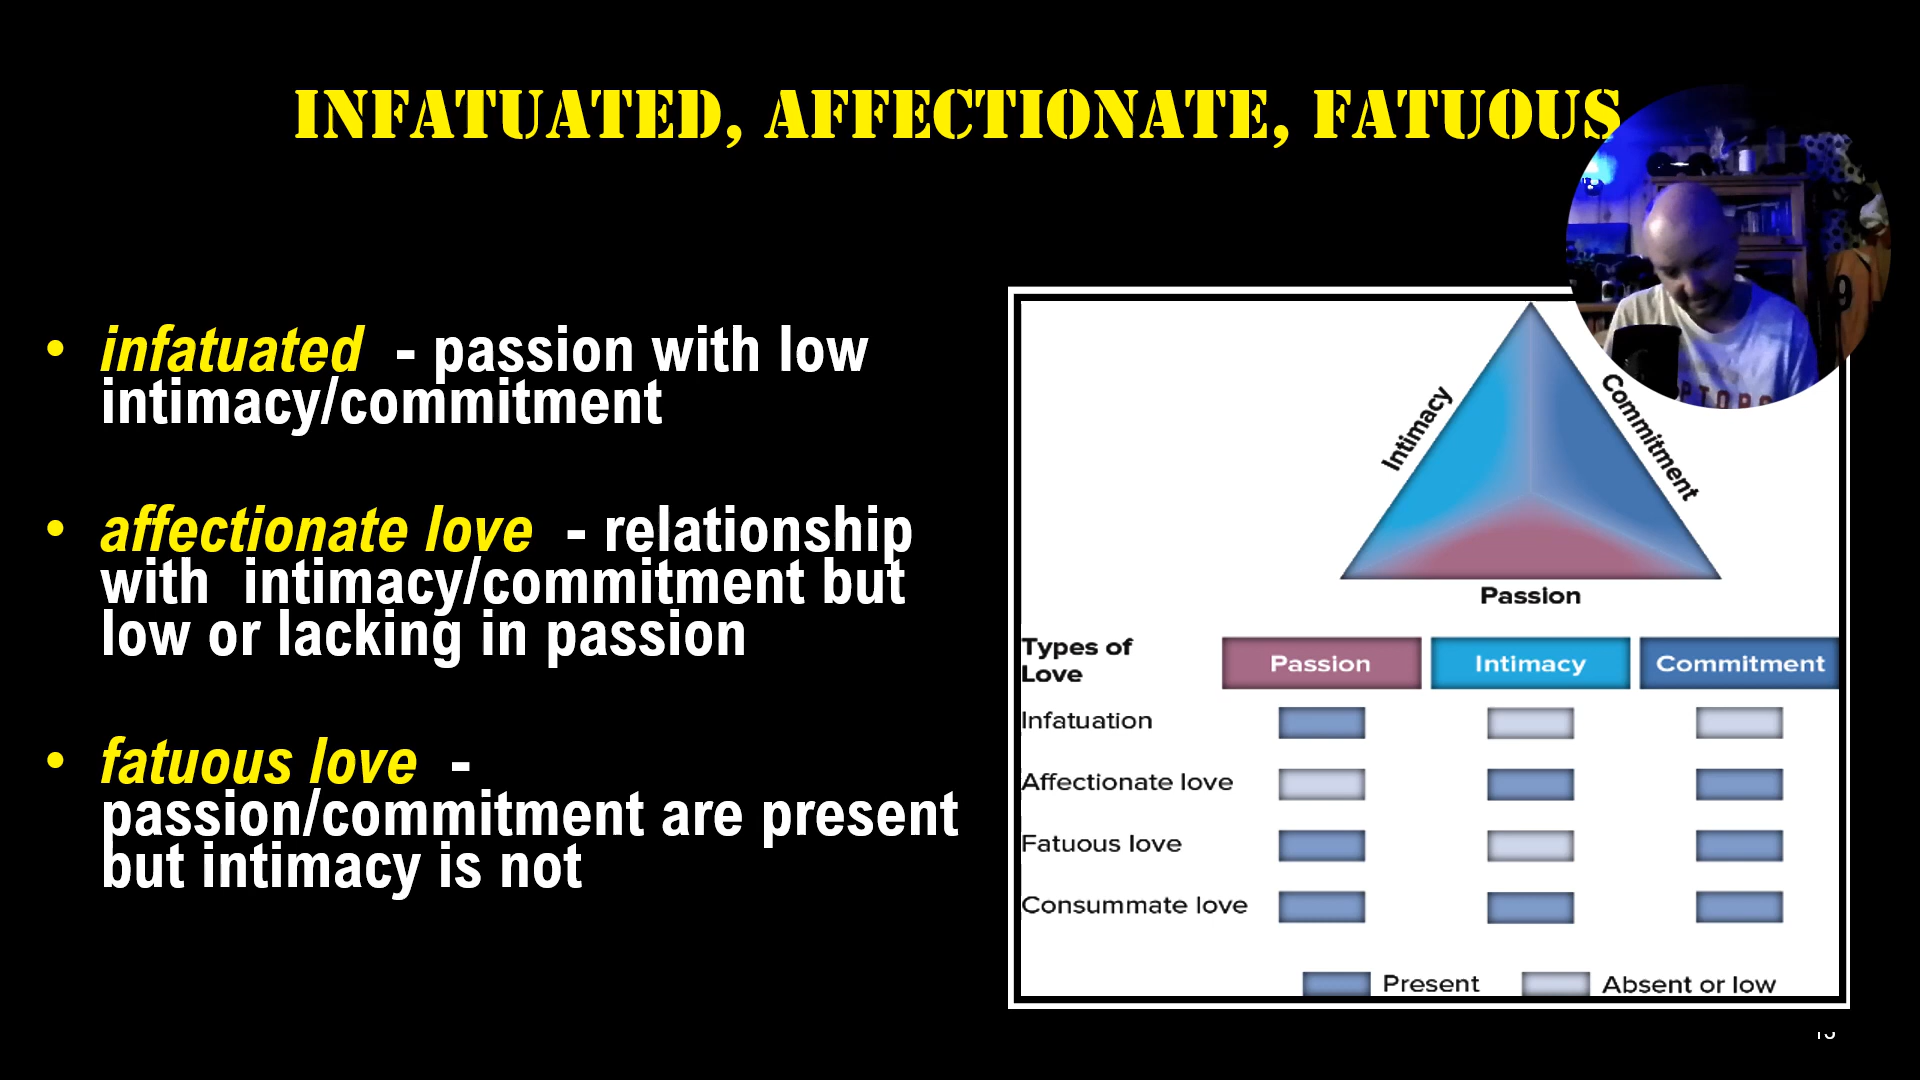 INFATUATED, AFFECTIONATE, FATUOUS
• infatuated - passion with low
intimacy/commitment
• affectionate love - relationship
with intimacy/commitment but
low or lacking in passion
• fatuous love -
passion/commitment are present
but intimacy is not
Intimacy
Commitment
Passion
Types of
Love
Passion Intimacy Commitment
Infatuation
Affectionate love
Fatuous love
Consummate love
Present Absent or low
9